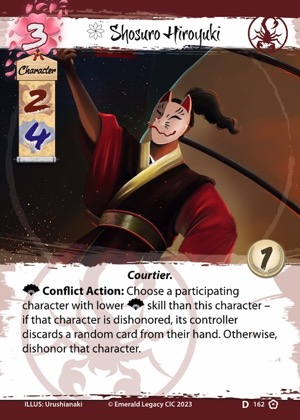 3
Shosuro Hiroyuki
Character
2
4
1
Courtier.
Conflict Action: Choose a participating
character with lower skill than this character –
if that character is dishonored, its controller
discards a random card from their hand. Otherwise,
dishonor that character.
ILLUS: Urushianaki © Emerald Legacy CIC 2023 D 162